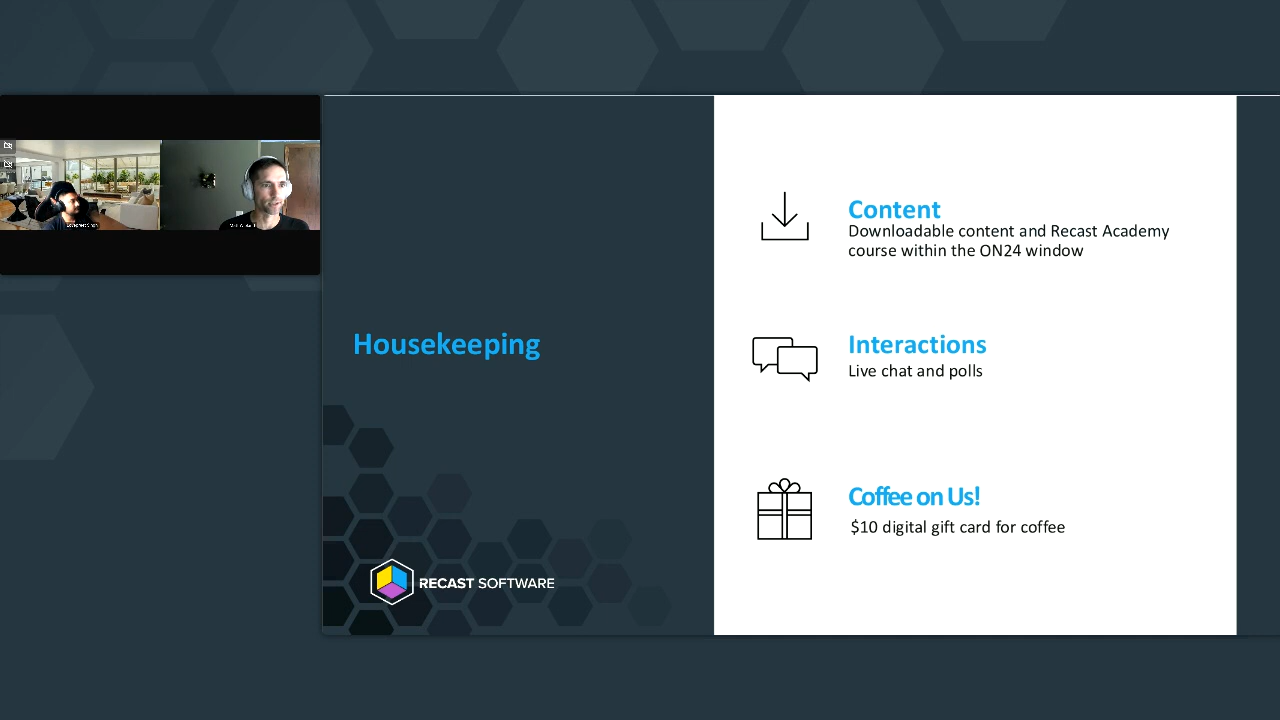 Housekeeping
RECAST SOFTWARE
Content
Downloadable content and Recast Academy
course within the ON24 window
Interactions
Live chat and polls
Coffee on Us!
$10 digital gift card for coffee